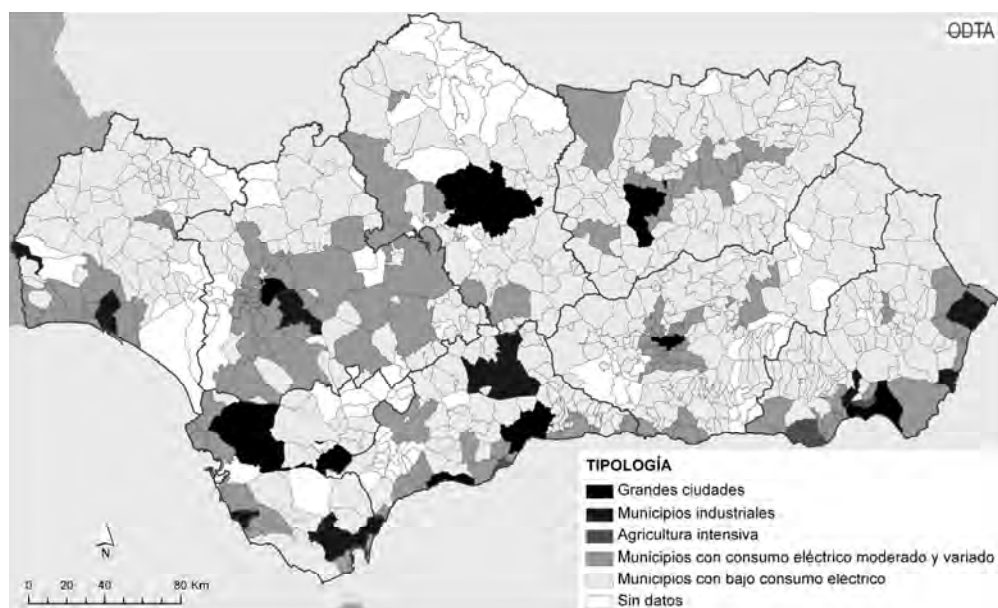 ODTA
TIPOLOGÍA
Grandes ciudades
Municipios industriales
Agricultura intensiva
Municipios con consumo eléctrico moderado y variado
Municipios con bajo consumo electrico
Sin datos
N
0 20 40 80 Km